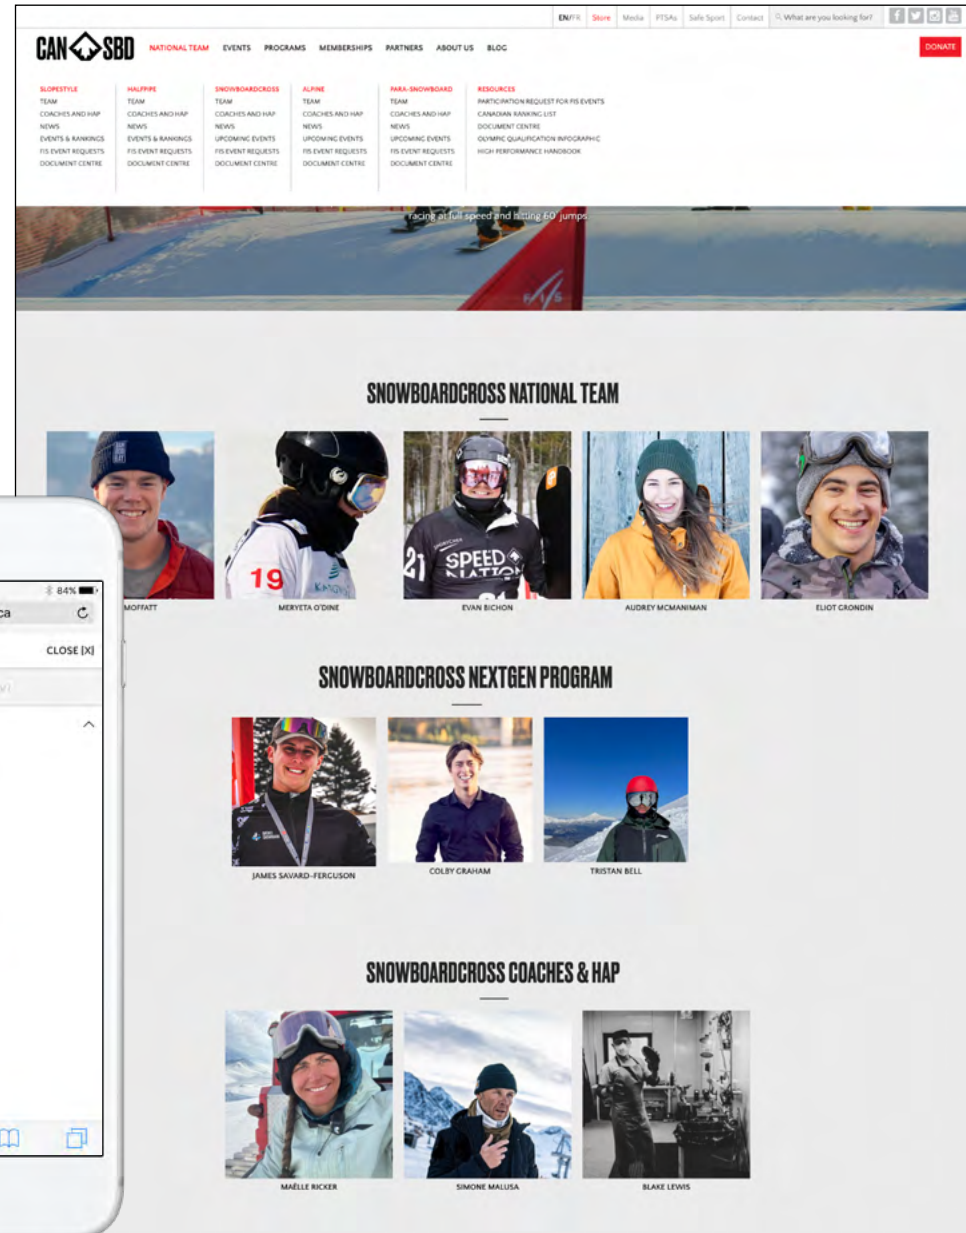 EN/FR Store Media PTSAs Safe Sport Contact What are you looking for?
CAN SBD NATIONAL TEAM EVENTS PROGRAMS MEMBERSHIPS PARTNERS ABOUT US BLOG DONATE
SLOPESTYLE HALFPIPE SNOWBOARDCROSS ALPINE PARA-SNOWBOARD RESOURCES
TEAM TEAM TEAM TEAM TEAM PARTICIPATION REQUEST FOR FIS EVENTS
COACHES AND HAP COACHES AND HAP COACHES AND HAP COACHES AND HAP COACHES AND HAP CANADIAN RANKING LIST
NEWS NEWS NEWS NEWS NEWS DOCUMENT CENTRE
EVENTS & RANKINGS EVENTS & RANKINGS UPCOMING EVENTS UPCOMING EVENTS UPCOMING EVENTS OLYMPIC QUALIFICATION INFOGRAPHIC
FIS EVENT REQUESTS FIS EVENT REQUESTS FIS EVENT REQUESTS FIS EVENT REQUESTS FIS EVENT REQUESTS HIGH PERFORMANCE HANDBOOK
DOCUMENT CENTRE DOCUMENT CENTRE DOCUMENT CENTRE DOCUMENT CENTRE DOCUMENT CENTRE
racing at full speed and hitting 60' jumps.
FIS
SNOWBOARDCROSS NATIONAL TEAM
19
21
SPEED
NATION
MOFFATT MERYETA O'DINE EVAN BICHON AUDREY MCMANIMAN ELIOT GRONDIN
84%
ca
CLOSE [X]
SNOWBOARDCROSS NEXTGEN PROGRAM
JAMES SAVARD-FERGUSON COLBY GRAHAM TRISTAN BELL
SNOWBOARDCROSS COACHES & HAP
MAËLLE RICKER SIMONE MALUSA BLAKE LEWIS